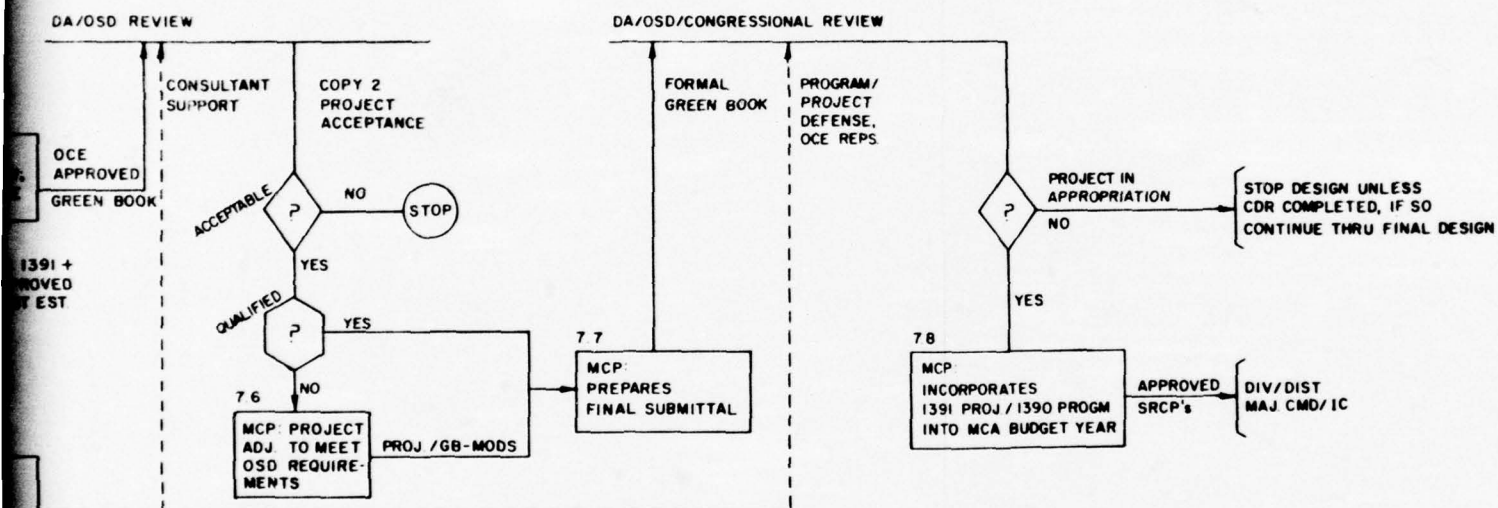 DA/OSD REVIEW
CONSULTANT
SUPPORT
COPY 2
PROJECT
ACCEPTANCE
OCE
APPROVED
GREEN BOOK
1391 +
EST
ACCEPTABLE
?
NO
STOP
YES
QUALIFIED
?
YES
NO
7.6
MCP: PROJECT
ADJ. TO MEET
OSD REQUIRE-
MENTS
PROJ./GB-MODS
7.7
MCP:
PREPARES
FINAL SUBMITTAL
DA/OSD/CONGRESSIONAL REVIEW
FORMAL
GREEN BOOK
PROGRAM/
PROJECT
DEFENSE,
OCE REPS.
?
PROJECT IN
APPROPRIATION
NO
STOP DESIGN UNLESS
CDR COMPLETED, IF SO
CONTINUE THRU FINAL DESIGN
YES
7.8
MCP:
INCORPORATES
1391 PROJ./1390 PROGM
INTO MCA BUDGET YEAR
APPROVED
SRCP's
DIV/DIST
MAJ. CMD/IC